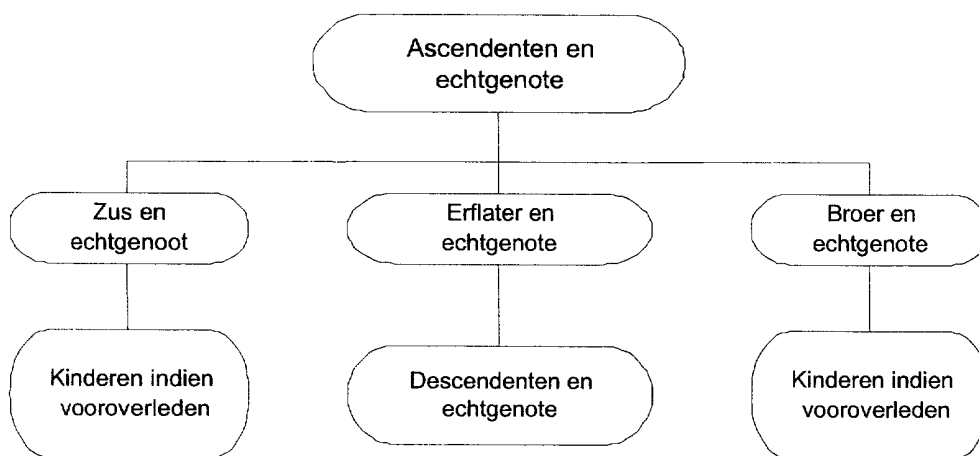 Ascendenten en
echtgenote
Zus en
echtgenoot
Erflater en
echtgenote
Broer en
echtgenote
Kinderen indien
vooroverleden
Descendenten en
echtgenote
Kinderen indien
vooroverleden